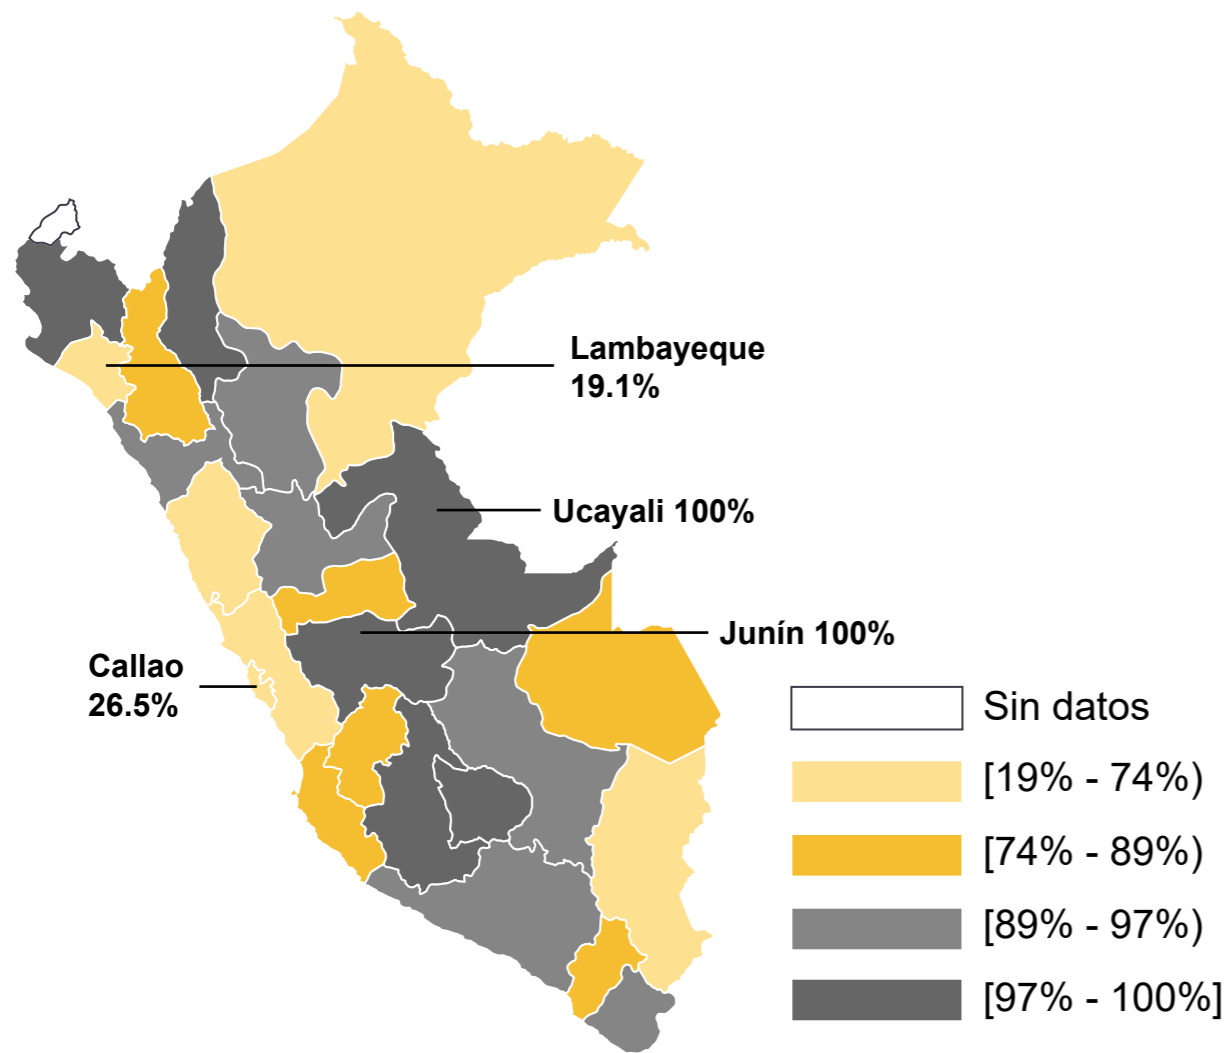 Lambayeque
19.1%
Ucayali 100%
Junín 100%
Callao
26.5%
Sin datos
[19% - 74%)
[74% - 89%)
[89% - 97%)
[97% - 100%]